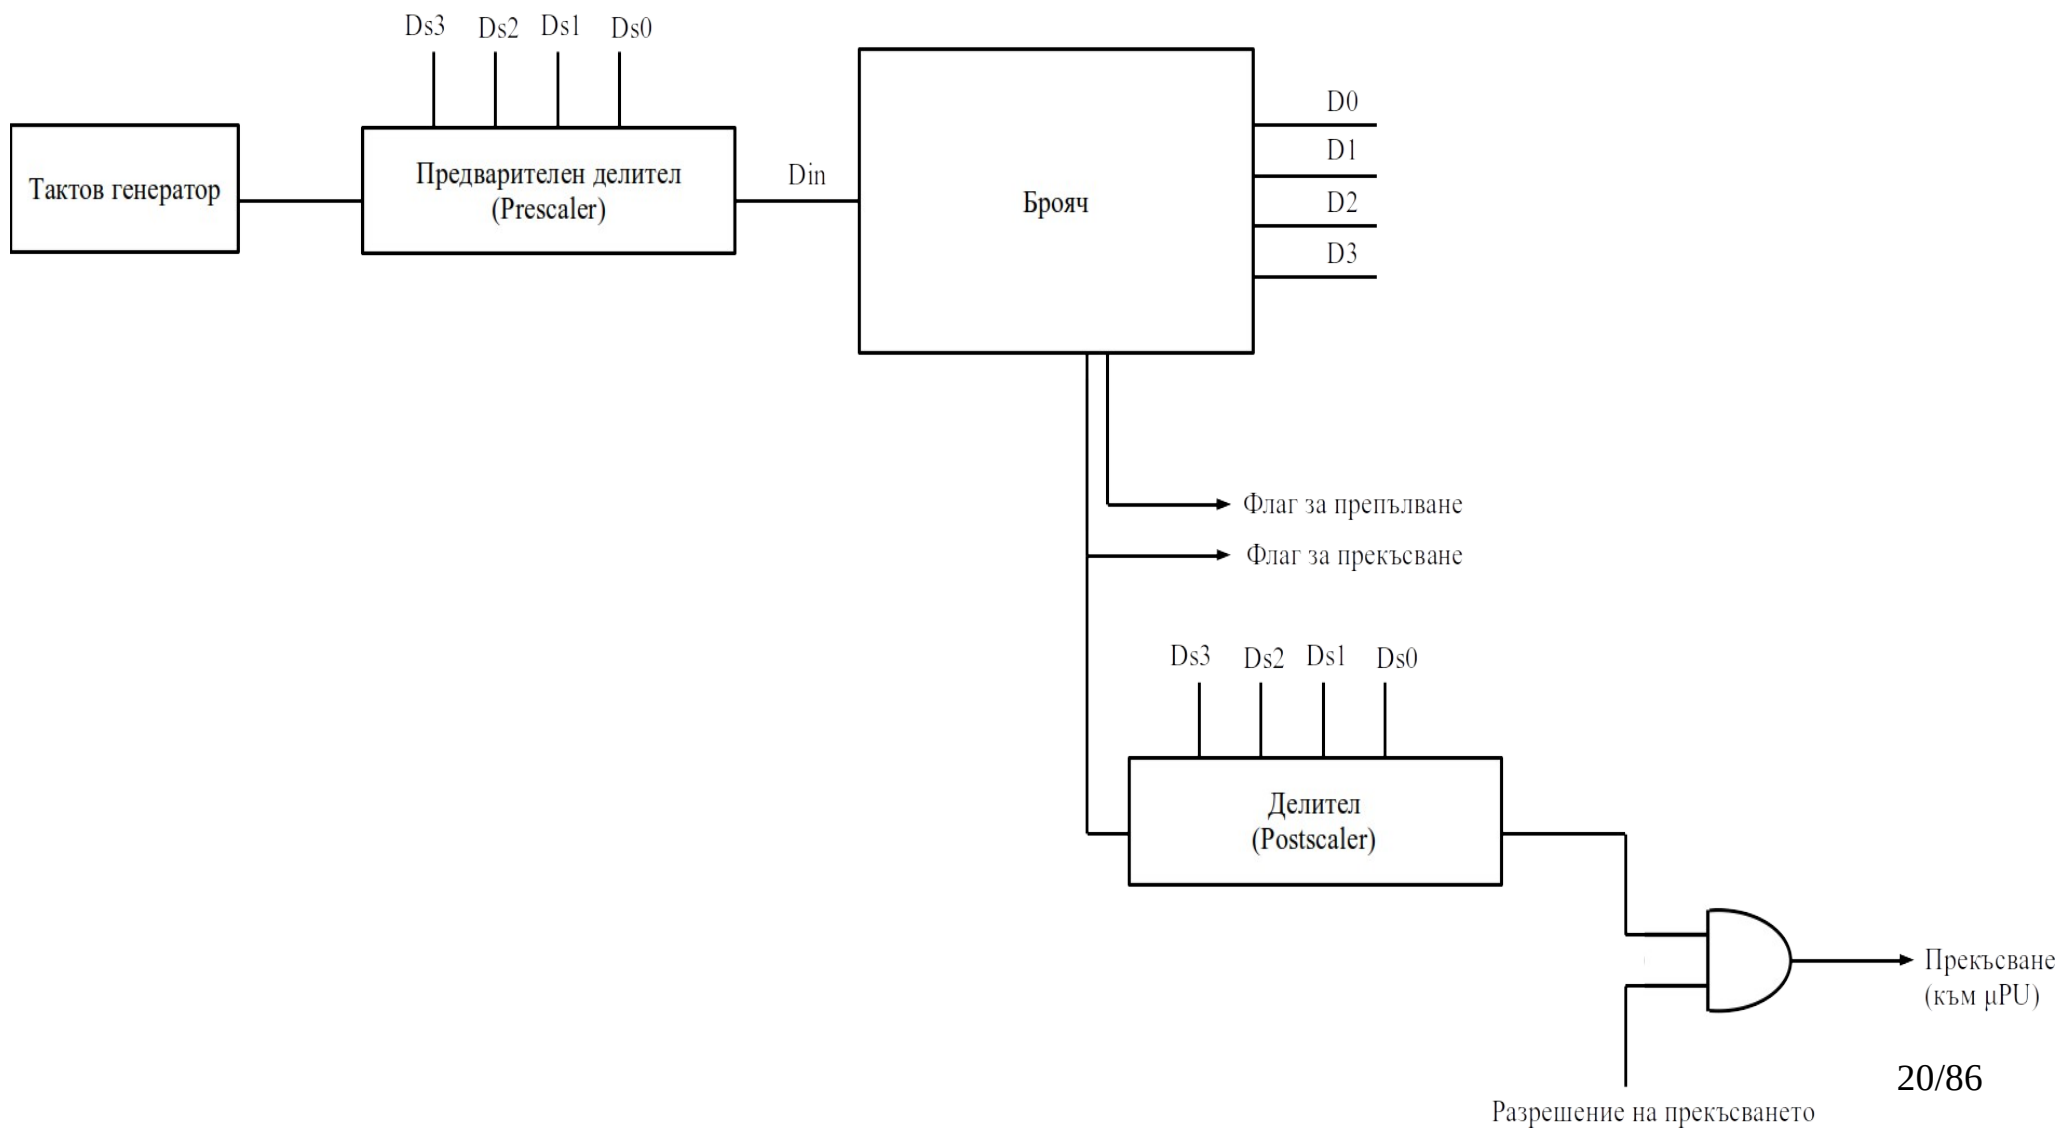 Ds3 Ds2 Ds1 Ds0
Тактов генератор
Предварителен делител
(Prescaler)
Din
Брояч
D0
D1
D2
D3
Флаг за препълване
Флаг за прекъсване
Ds3 Ds2 Ds1 Ds0
Делител
(Postscaler)
Прекъсване
(към µPU)
20/86
Разрешение на прекъсването